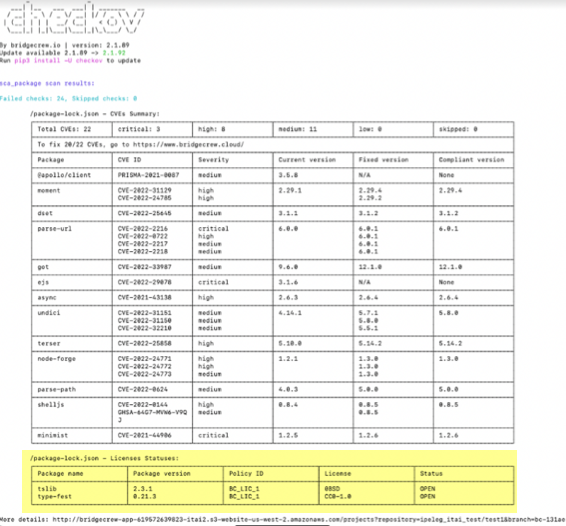 By bridgecrew.io | version: 2.1.89
Update available 2.1.89 -> 2.1.93
Run pip3 install -U checkov to update
sca_package scan results:
Failed checks: 24, Skipped checks: 0
/package-lock.json - CVEs Summary:
Total CVEs: 22 critical: 3 high: 8 medium: 11 low: 0 skipped: 0
To fix 20/22 CVEs, go to https://www.bridgecrew.cloud/
Package CVE ID Severity Current version Fixed version Compliant version
@apollo/client PRISMA-2021-0087 medium 3.5.8 N/A None
moment CVE-2022-31129 high 2.29.1 2.29.4 2.29.4
CVE-2022-24785 high 2.29.2
dset CVE-2022-25645 medium 3.1.1 3.1.2 3.1.2
parse-url CVE-2022-2216 critical 6.0.0 6.0.1 6.0.1
CVE-2022-0722 high 6.0.1
CVE-2022-2217 medium 6.0.1
CVE-2022-2218 medium 6.0.1
got CVE-2022-33987 medium 9.6.0 12.1.0 12.1.0
ejs CVE-2022-29078 critical 3.1.6 N/A None
async CVE-2021-43138 high 2.6.3 2.6.4 2.6.4
undici CVE-2022-31151 medium 4.14.1 5.7.1 5.8.0
CVE-2022-31150 medium 5.8.0
CVE-2022-32210 medium 5.5.1
terser CVE-2022-25858 high 5.10.0 5.14.2 5.14.2
node-forge CVE-2022-24771 high 1.2.1 1.3.0 1.3.0
CVE-2022-24772 high 1.3.0
CVE-2022-24773 medium 1.3.0
parse-path CVE-2022-0624 medium 4.0.3 5.0.0 5.0.0
shelljs CVE-2022-0144 high 0.8.4 0.8.5 0.8.5
GHSA-64G7-MVW6-V9Q medium 0.8.5
J
minimist CVE-2021-44906 critical 1.2.5 1.2.6 1.2.6
/package-lock.json - Licenses Statuses:
Package name Package version Policy ID License Status
tslib 2.3.1 BC_LIC_1 0BSD OPEN
type-fest 0.21.3 BC_LIC_1 CC0-1.0 OPEN
More details: http://bridgecrew-app-619572639823-itai2.s3-website-us-west-2.amazonaws.com/projects?repository=ipeleg_itai_test/test1&branch=bc-131ae